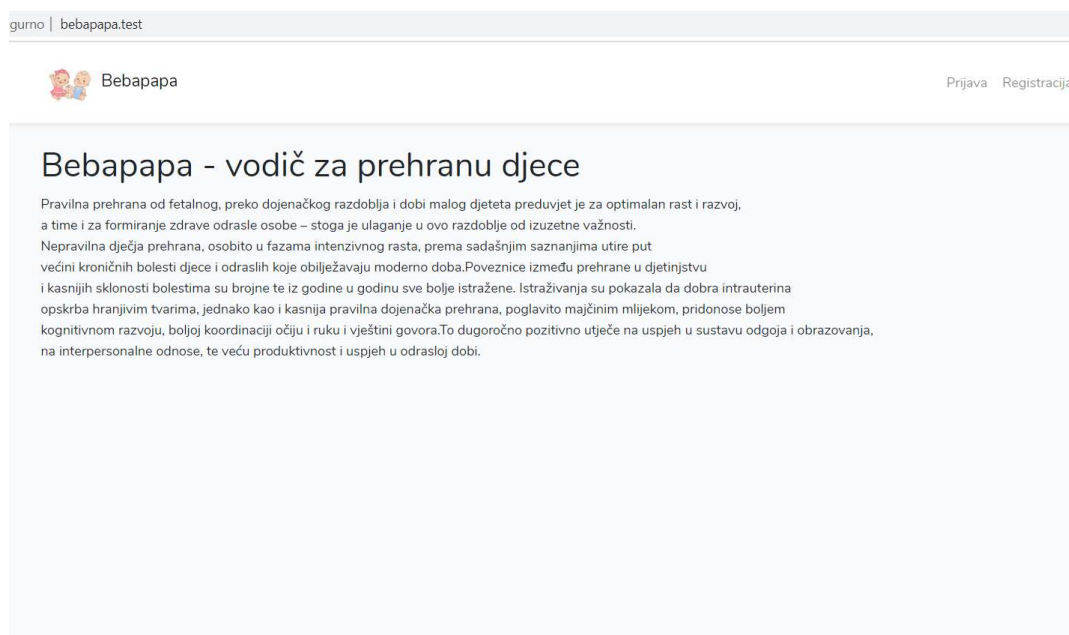 gurno | bebapapa.test
Bebapapa
Prijava Registracija
Bebapapa - vodič za prehranu djece
Pravilna prehrana od fetalnog, preko dojenačkog razdoblja i dobi malog djeteta preduvjet je za optimalan rast i razvoj,
a time i za formiranje zdrave odrasle osobe – stoga je ulaganje u ovo razdoblje od izuzetne važnosti.
Nepravilna dječja prehrana, osobito u fazama intenzivnog rasta, prema sadašnjim saznanjima utire put
većini kroničnih bolesti djece i odraslih koje obilježavaju moderno doba.Poveznice između prehrane u djetinjstvu
i kasnijih sklonosti bolestima su brojne te iz godine u godinu sve bolje istražene. Istraživanja su pokazala da dobra intrauterina
opskrba hranjivim tvarima, jednako kao i kasnija pravilna dojenačka prehrana, poglavito majčinim mlijekom, pridonose boljem
kognitivnom razvoju, boljoj koordinaciji očiju i ruku i vještini govora.To dugoročno pozitivno utječe na uspjeh u sustavu odgoja i obrazovanja,
na interpersonalne odnose, te veću produktivnost i uspjeh u odrasloj dobi.